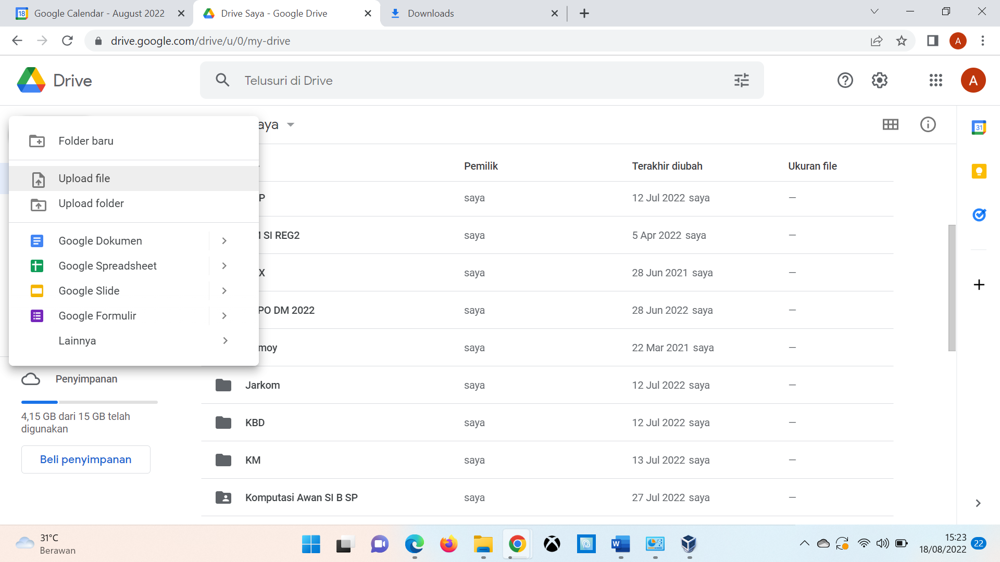 Google Calendar - August 2022
Drive Saya - Google Drive
Downloads
drive.google.com/drive/u/0/my-drive
A
Drive
Telusuri di Drive
A
Folder baru
Upload file
Upload folder
Google Dokumen
Google Spreadsheet
Google Slide
Google Formulir
Lainnya
aya
Pemilik Terakhir diubah Ukuran file
P saya 12 Jul 2022 saya —
SI REG2 saya 5 Apr 2022 saya —
X saya 28 Jun 2021 saya —
PO DM 2022 saya 28 Jun 2022 saya —
moy saya 22 Mar 2021 saya —
Jarkom saya 12 Jul 2022 saya —
KBD saya 12 Jul 2022 saya —
KM saya 13 Jul 2022 saya —
Komputasi Awan SI B SP saya 27 Jul 2022 saya —
Penyimpanan
4,15 GB dari 15 GB telah
digunakan
Beli penyimpanan
31
31°C
Berawan
15:23
18/08/2022
22